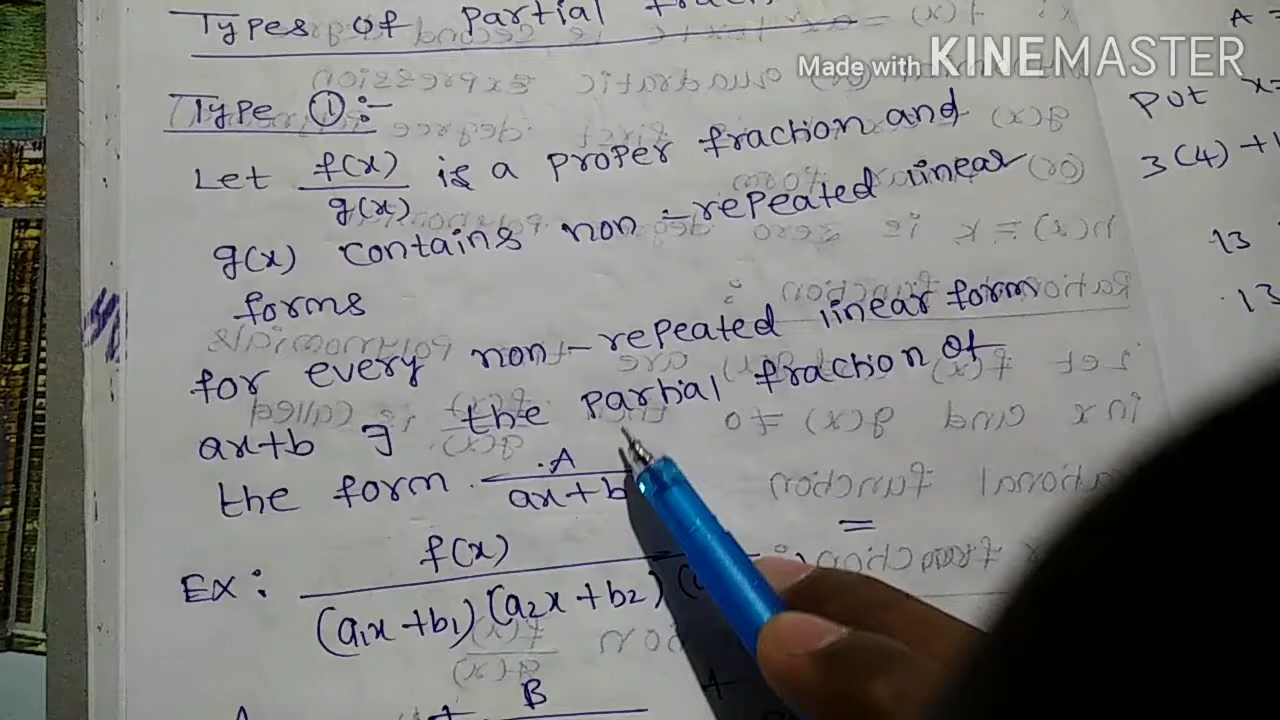 Types of Partial
Made with KINEMASTER
Type ① :-
Let f(x)/g(x) is a proper fraction and
g(x) contains non-repeated linear
forms
for every non-repeated linear form
ax+b ∃ the partial fraction of
the form A/ax+b
Ex: f(x)/(a₁x+b₁)(a₂x+b₂)(
B
A =
Put x=
3(4)+1
13
13